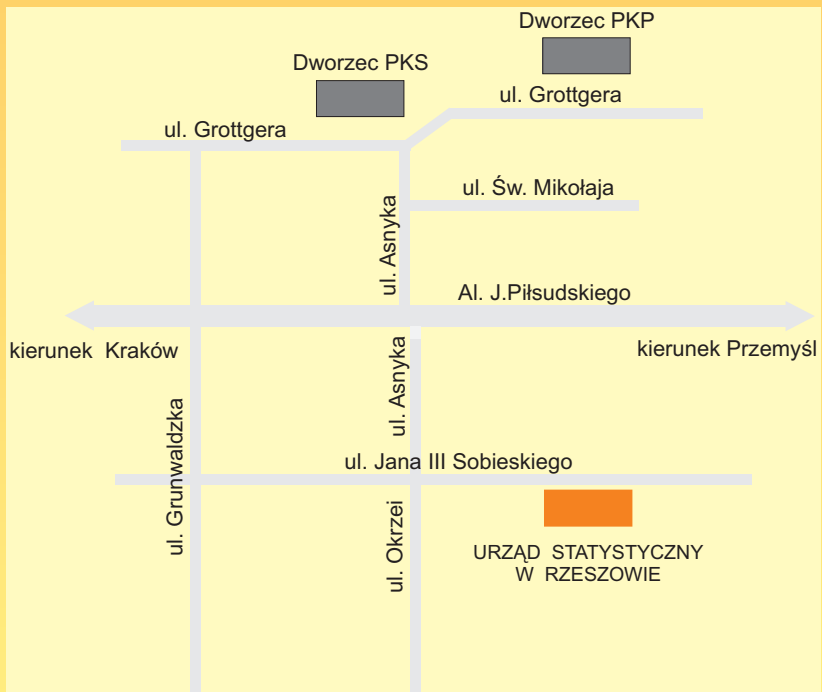 Dworzec PKP
Dworzec PKS
ul. Grottgera
ul. Grottgera
ul. Św. Mikołaja
ul. Asnyka
Al. J.Piłsudskiego
kierunek Kraków
kierunek Przemyśl
ul. Asnyka
ul. Grunwaldzka
ul. Jana III Sobieskiego
ul. Okrzei
URZĄD STATYSTYCZNY
W RZESZOWIE